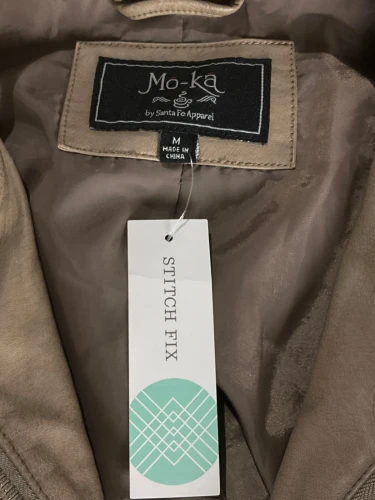 Mo-ka
by Santa Fe Apparel
M
MADE IN
CHINA
STITCH FIX